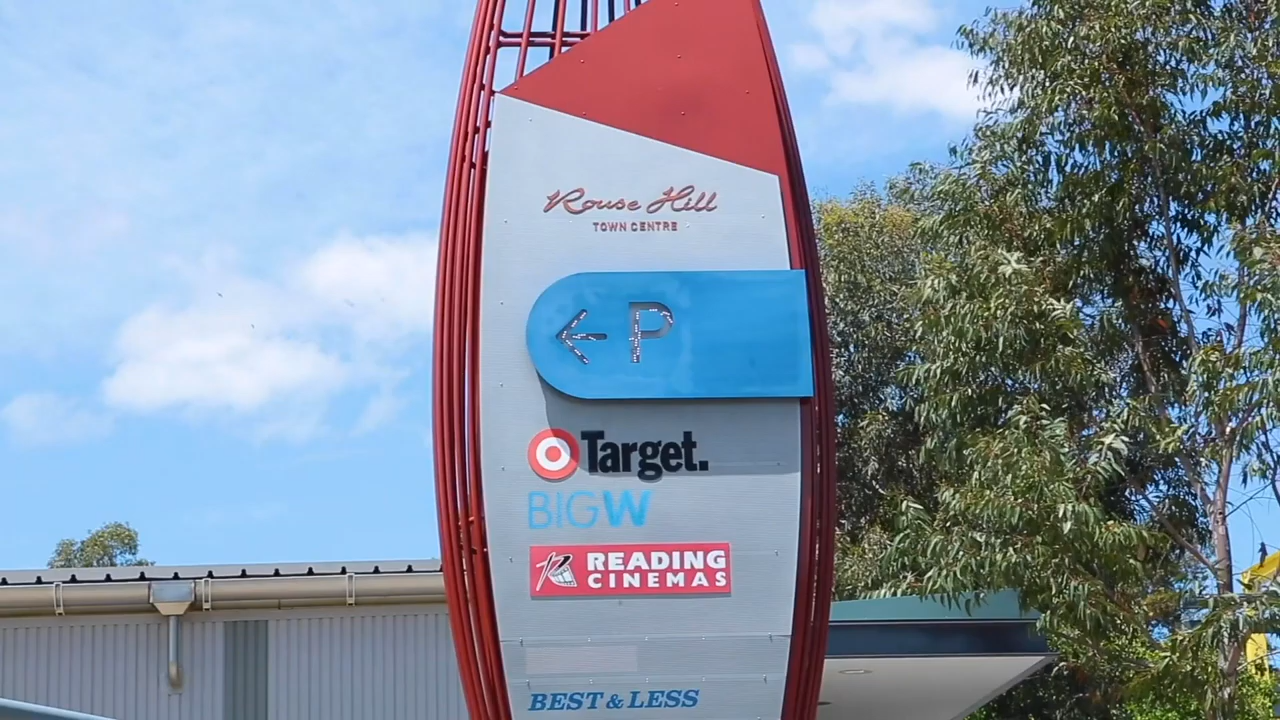 Rouse Hill
TOWN CENTRE
← P
Target.
BIG W
READING
CINEMAS
BEST & LESS